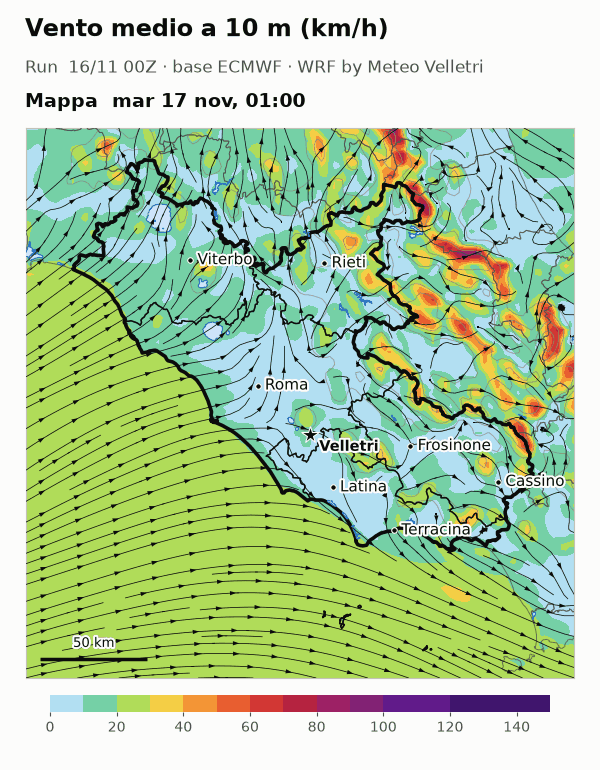 Vento medio a 10 m (km/h)
Run 16/11 00Z · base ECMWF · WRF by Meteo Velletri
Mappa mar 17 nov, 01:00
Viterbo
Rieti
Roma
Velletri
Frosinone
Cassino
Latina
Terracina
50 km
0 20 40 60 80 100 120 140